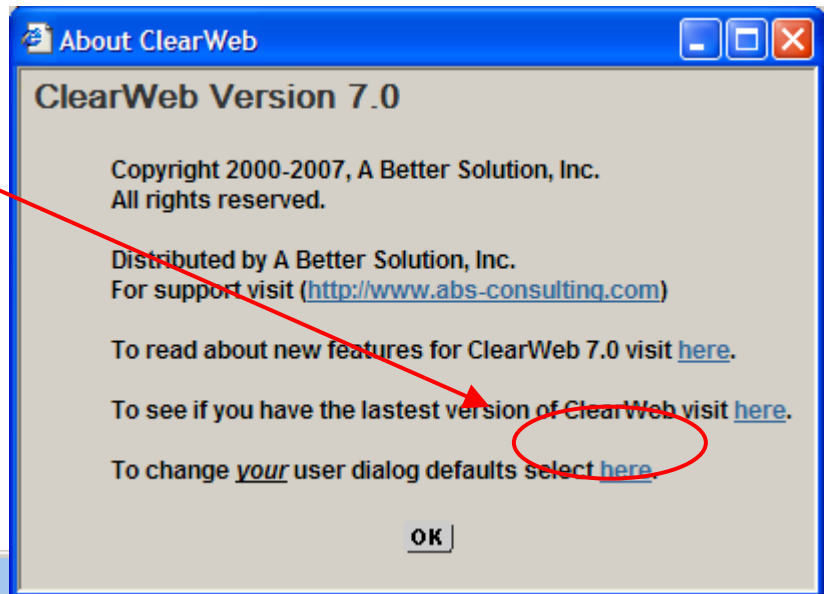 About ClearWeb
ClearWeb Version 7.0
Copyright 2000-2007, A Better Solution, Inc.
All rights reserved.
Distributed by A Better Solution, Inc.
For support visit (http://www.abs-consulting.com)
To read about new features for ClearWeb 7.0 visit here.
To see if you have the lastest version of ClearWeb visit here.
To change your user dialog defaults select here.
OK